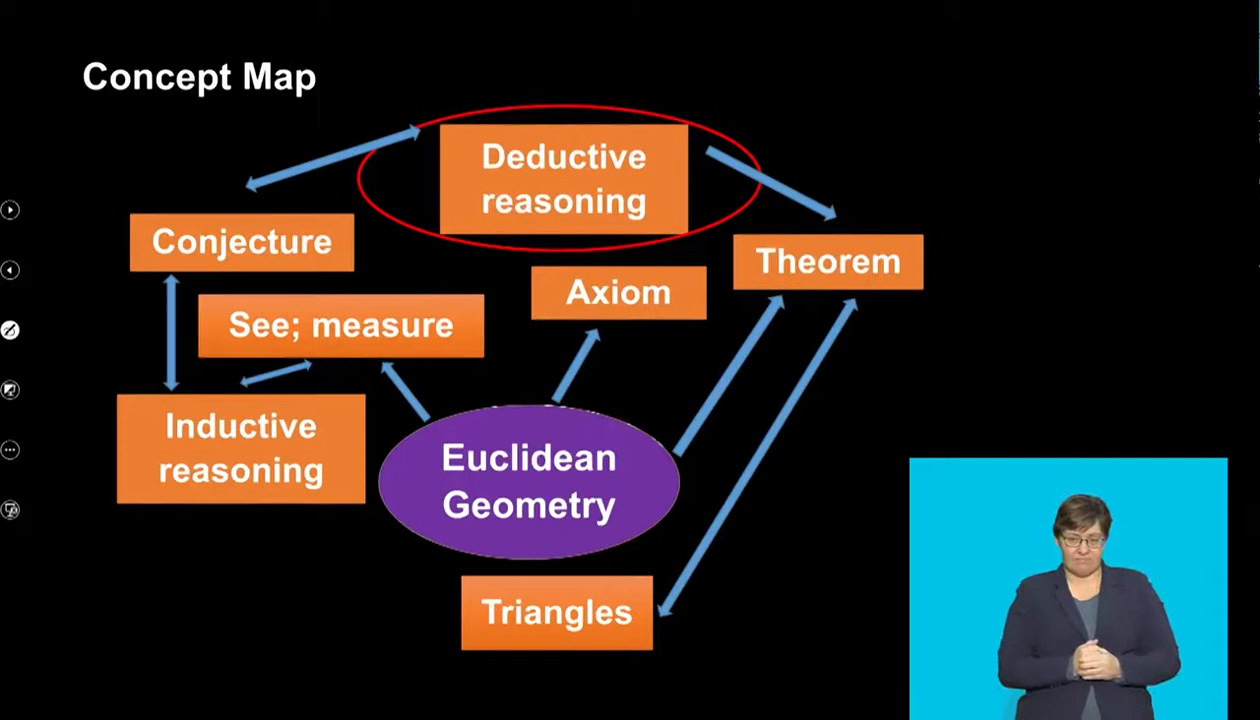 Concept Map
Deductive
reasoning
Conjecture
Theorem
Axiom
See; measure
Inductive
reasoning
Euclidean
Geometry
Triangles